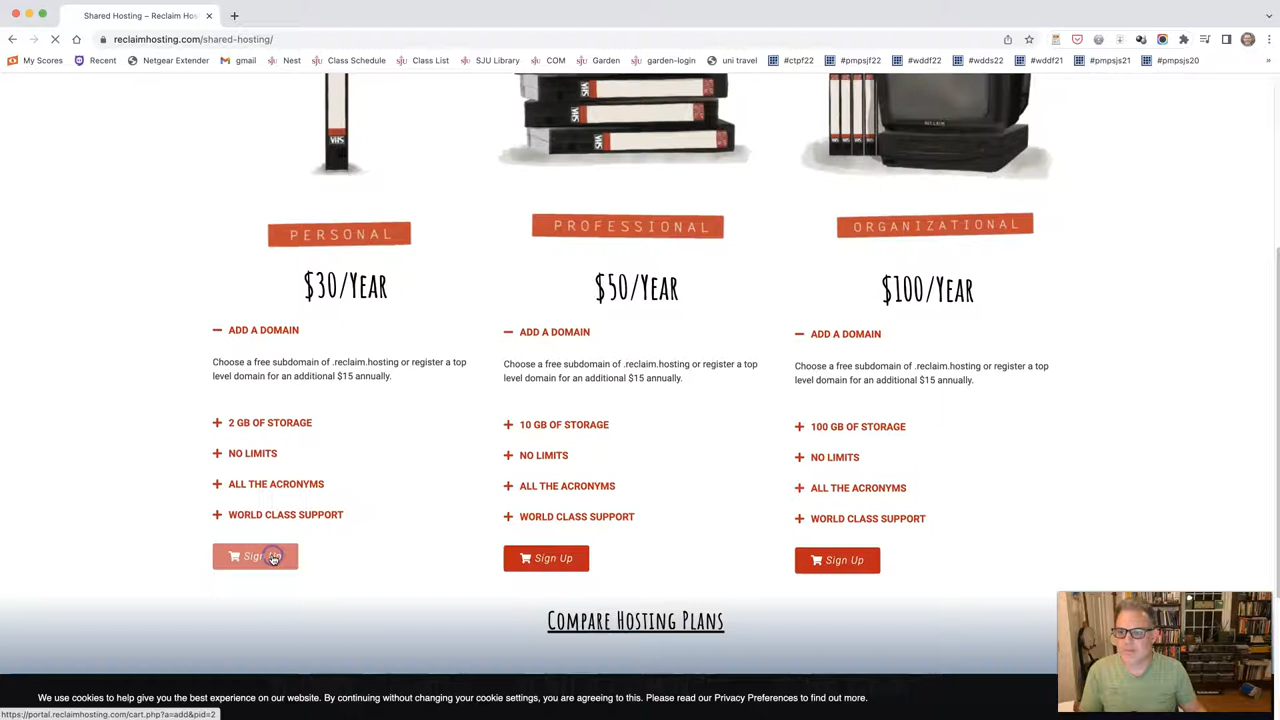 Shared Hosting – Reclaim Hos
reclaimhosting.com/shared-hosting/
My Scores Recent Netgear Extender gmail Nest Class Schedule Class List SJU Library COM Garden garden-login uni travel #ctpf22 #pmpsjf22 #wddf22 #wdds22 #pmpsjs21 #wddf21 #pmpsjs20 »
VHS
PERSONAL PROFESSIONAL ORGANIZATIONAL
$30/Year $50/Year $100/Year
ADD A DOMAIN ADD A DOMAIN ADD A DOMAIN
Choose a free subdomain of .reclaim.hosting or register a top
level domain for an additional $15 annually.
Choose a free subdomain of .reclaim.hosting or register a top
level domain for an additional $15 annually.
Choose a free subdomain of .reclaim.hosting or register a top
level domain for an additional $15 annually.
2 GB OF STORAGE 10 GB OF STORAGE 100 GB OF STORAGE
NO LIMITS NO LIMITS NO LIMITS
ALL THE ACRONYMS ALL THE ACRONYMS ALL THE ACRONYMS
WORLD CLASS SUPPORT WORLD CLASS SUPPORT WORLD CLASS SUPPORT
Sign Up Sign Up Sign Up
Compare Hosting Plans
We use cookies to help give you the best experience on our website. By continuing without changing your cookie settings, you are agreeing to this. Please read our Privacy Preferences to find out more.
https://portal.reclaimhosting.com/cart.php?a=add&pid=2